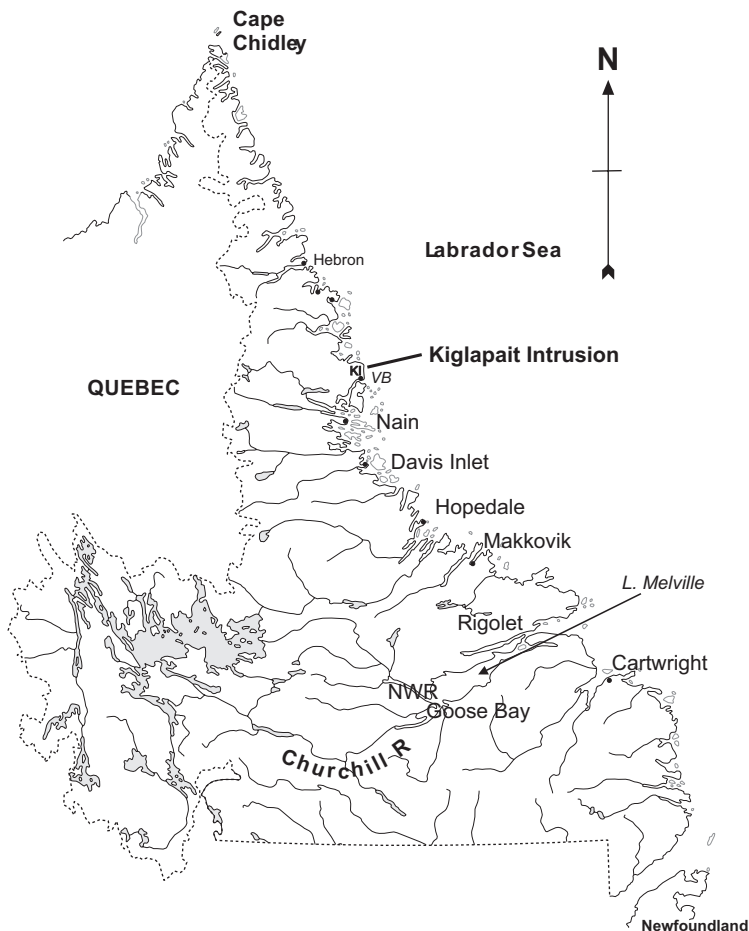 Cape
Chidley
N
Hebron
Labrador Sea
Kiglapait Intrusion
KI
VB
QUEBEC
Nain
Davis Inlet
Hopedale
Makkovik
L. Melville
Rigolet
Cartwright
NWR
Goose Bay
Churchill R
Newfoundland